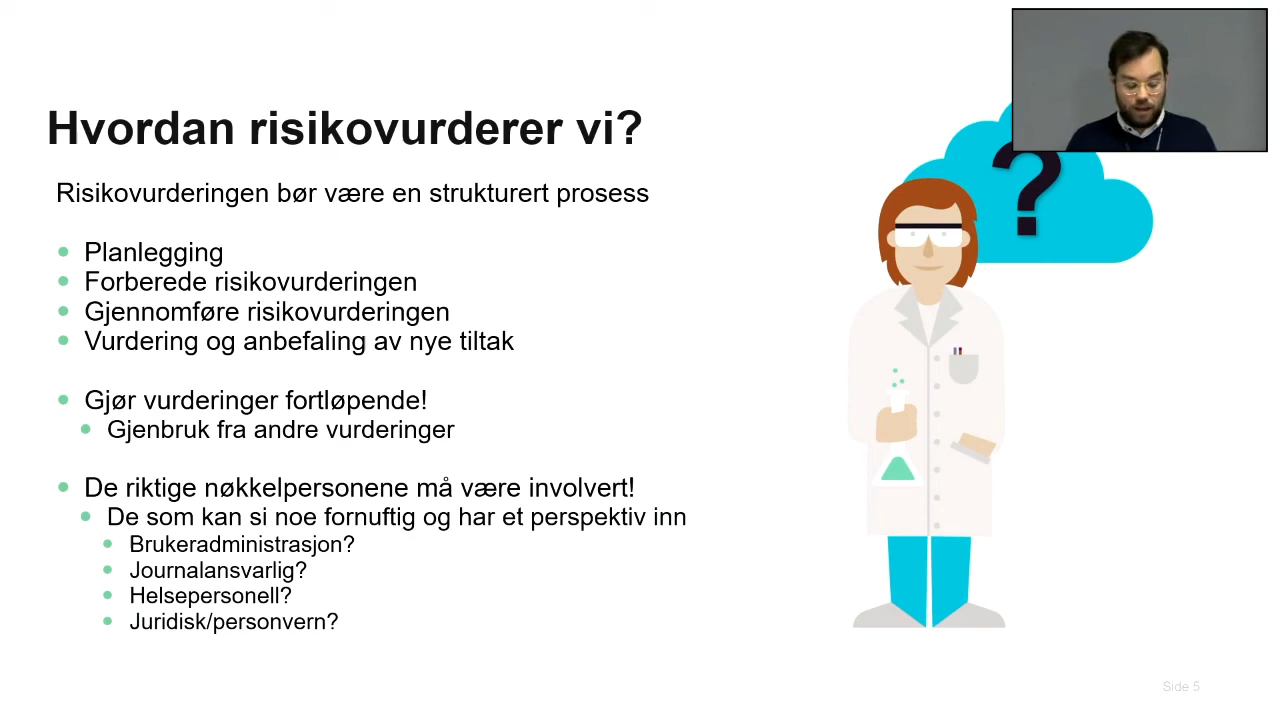 Hvordan risikovurderer vi?
Risikovurderingen bør være en strukturert prosess
Planlegging
Forberede risikovurderingen
Gjennomføre risikovurderingen
Vurdering og anbefaling av nye tiltak
Gjør vurderinger fortløpende!
Gjenbruk fra andre vurderinger
De riktige nøkkelpersonene må være involvert!
De som kan si noe fornuftig og har et perspektiv inn
Brukeradministrasjon?
Journalansvarlig?
Helsepersonell?
Juridisk/personvern?
?
Side 5